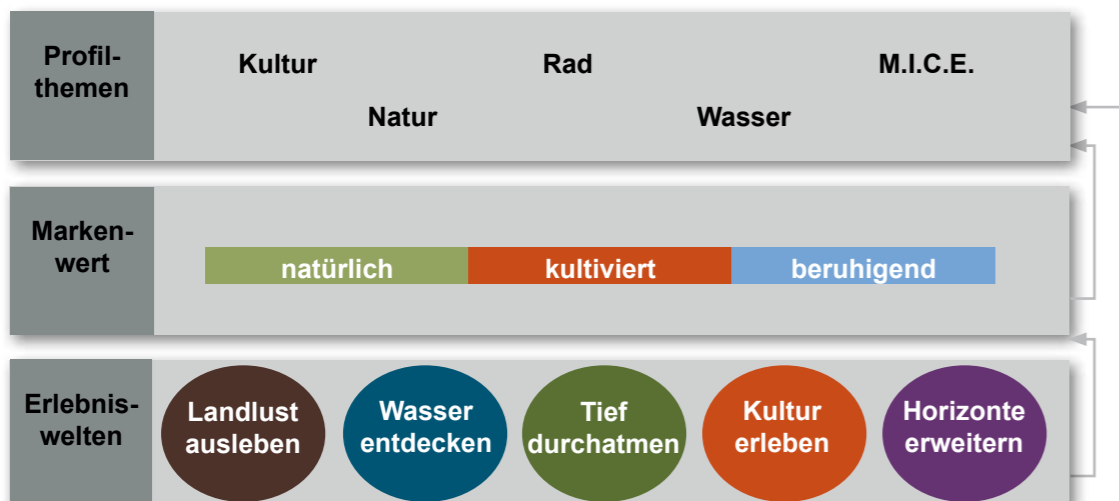 Profil-
themen
Kultur
Rad
M.I.C.E.
Natur
Wasser
Marken-
wert
natürlich
kultiviert
beruhigend
Erlebnis-
welten
Landlust
ausleben
Wasser
entdecken
Tief
durchatmen
Kultur
erleben
Horizonte
erweitern